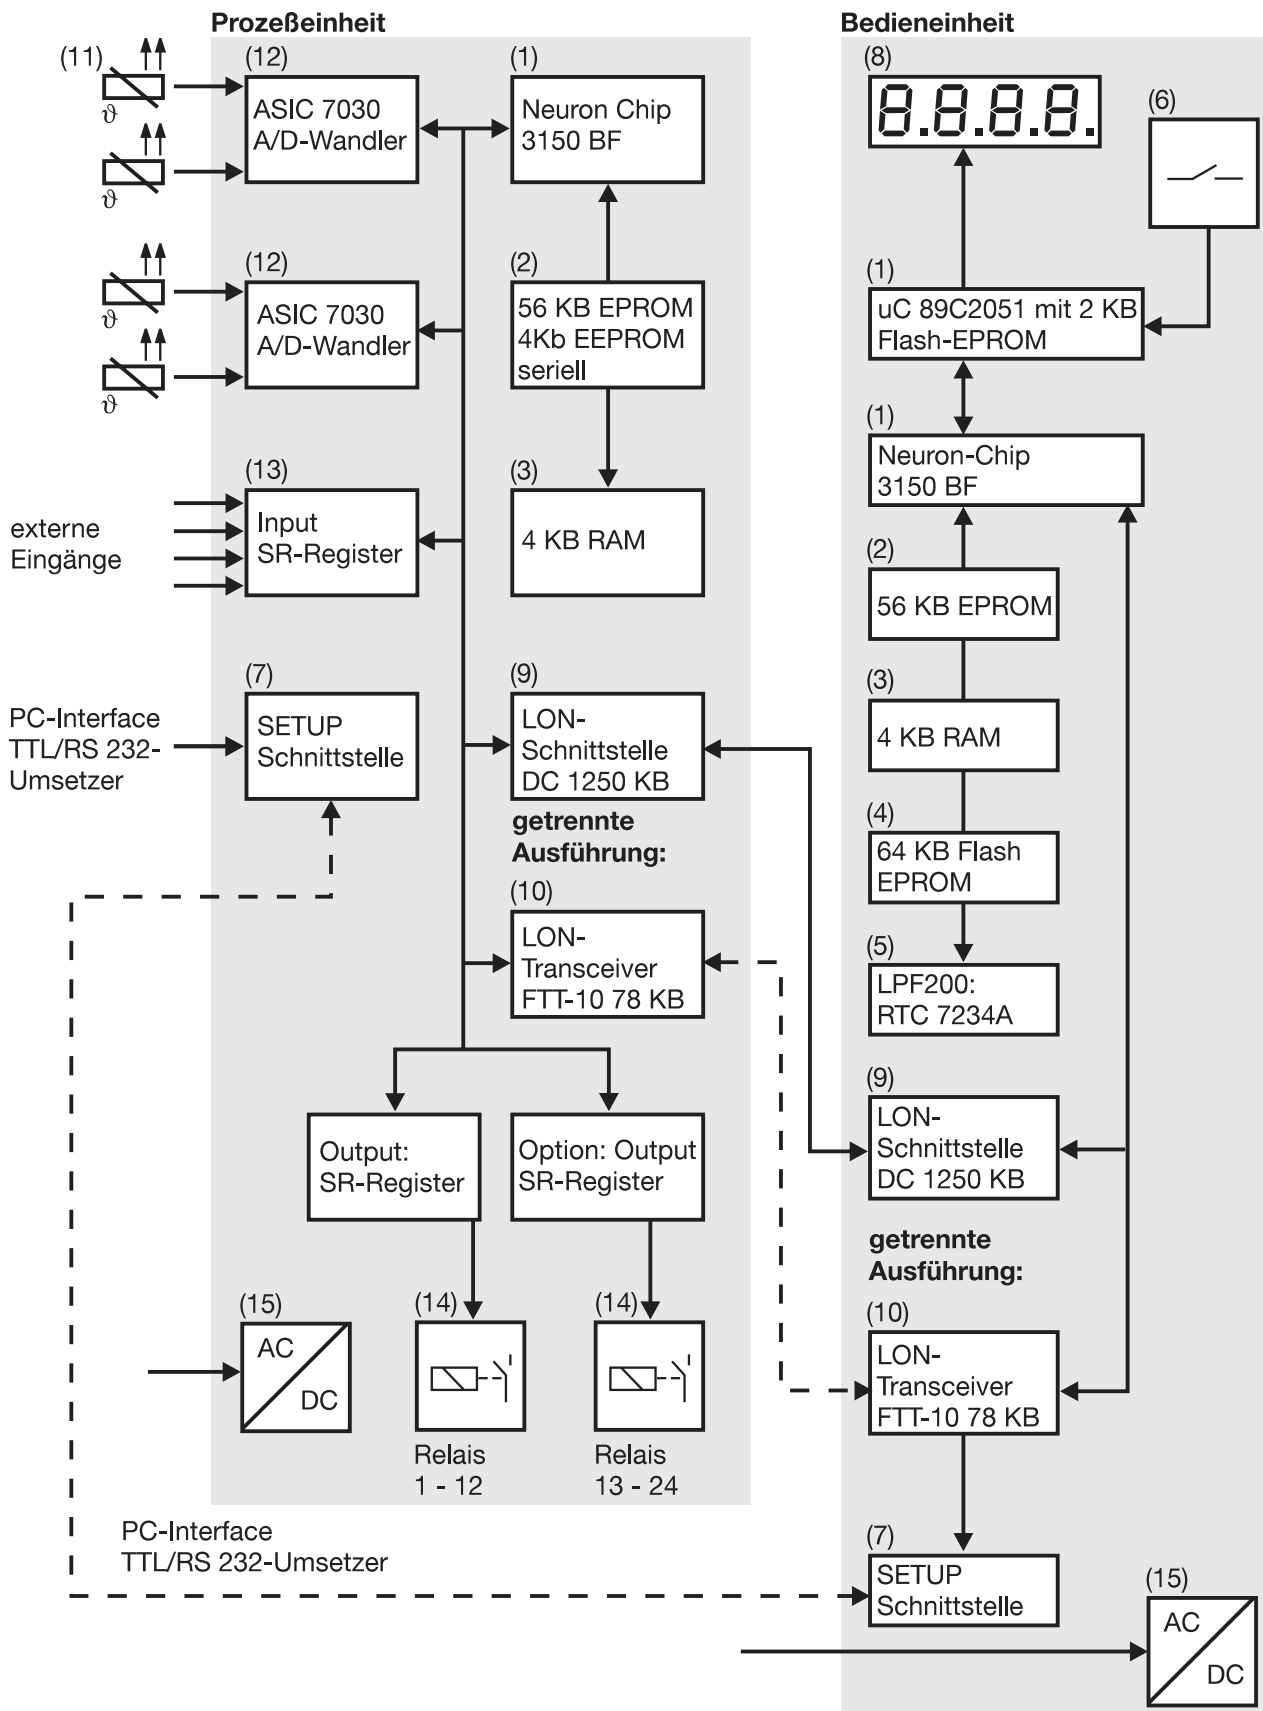 Prozeßeinheit
(11)
ϑ
ϑ
(12)
ASIC 7030
A/D-Wandler
(1)
Neuron Chip
3150 BF
ϑ
ϑ
(12)
ASIC 7030
A/D-Wandler
(2)
56 KB EPROM
4Kb EEPROM
seriell
externe
Eingänge
(13)
Input
SR-Register
(3)
4 KB RAM
PC-Interface
TTL/RS 232-
Umsetzer
(7)
SETUP
Schnittstelle
(9)
LON-
Schnittstelle
DC 1250 KB
getrennte
Ausführung:
(10)
LON-
Transceiver
FTT-10 78 KB
Output:
SR-Register
Option: Output
SR-Register
(15)
AC
DC
(14)
Relais
1 - 12
(14)
Relais
13 - 24
PC-Interface
TTL/RS 232-Umsetzer
Bedieneinheit
(8)
8.8.8.8.
(6)
(1)
uC 89C2051 mit 2 KB
Flash-EPROM
(1)
Neuron-Chip
3150 BF
(2)
56 KB EPROM
(3)
4 KB RAM
(4)
64 KB Flash
EPROM
(5)
LPF200:
RTC 7234A
(9)
LON-
Schnittstelle
DC 1250 KB
getrennte
Ausführung:
(10)
LON-
Transceiver
FTT-10 78 KB
(7)
SETUP
Schnittstelle
(15)
AC
DC